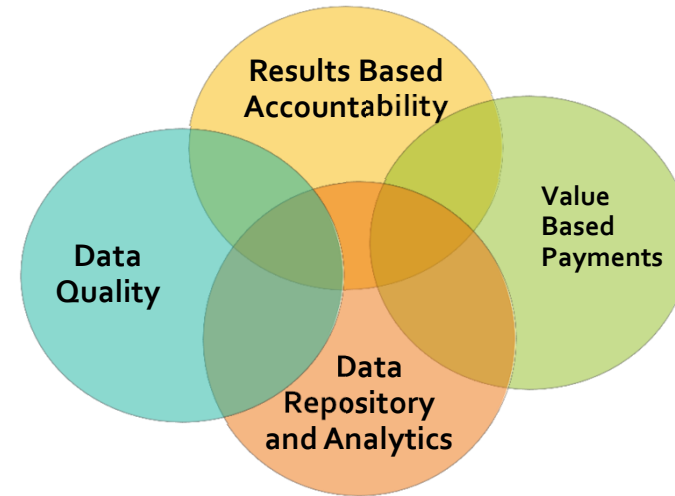 Results Based
Accountability
Value
Based
Payments
Data
Quality
Data
Repository
and Analytics